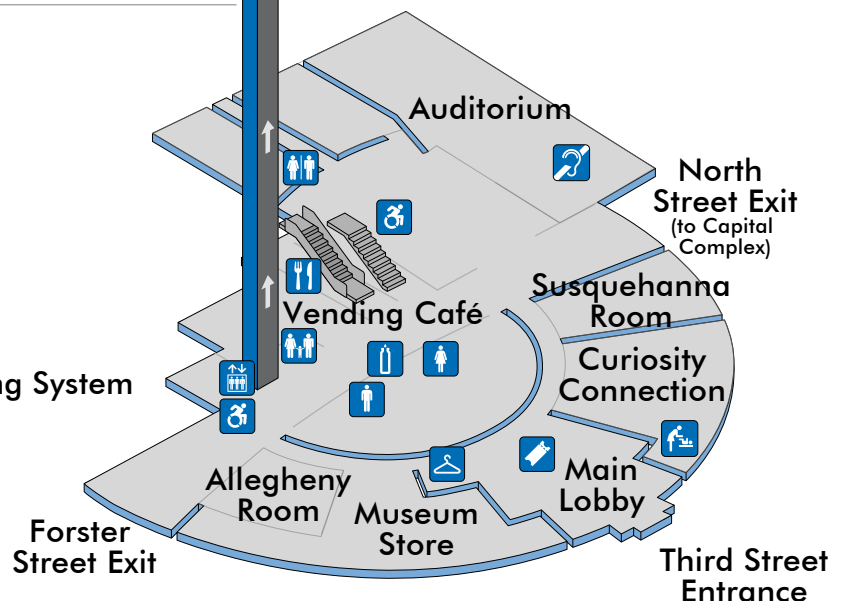 Auditorium
North
Street Exit
(to Capital
Complex)
Susquehanna
Room
Vending Café
Curiosity
Connection
ng System
Main
Lobby
Allegheny
Room
Museum
Store
Forster
Street Exit
Third Street
Entrance